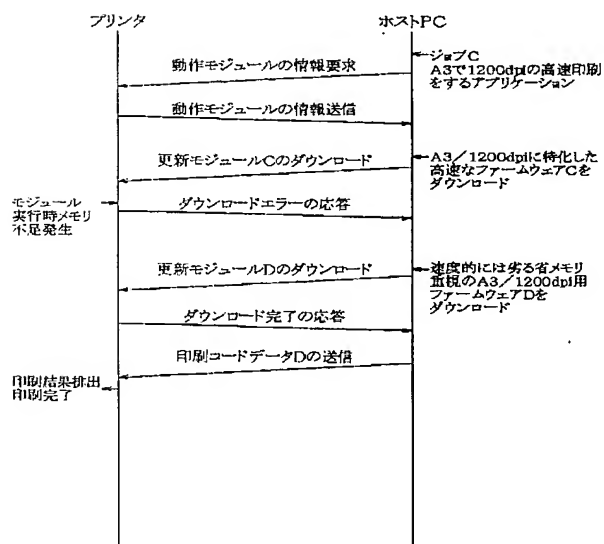 プリンタ
ホストPC
ジョブC
A3で1200dpiの高速印刷
をするアプリケーション
動作モジュールの情報要求
動作モジュールの情報送信
更新モジュールCのダウンロード
A3/1200dpiに特化した
高速なファームウェアCを
ダウンロード
モジュール
実行時メモリ
不足発生
ダウンロードエラーの応答
更新モジュールDのダウンロード
速度的には劣る省メモリ
重視のA3/1200dpi用
ファームウェアDを
ダウンロード
ダウンロード完了の応答
印刷コードデータDの送信
印刷結果排出
印刷完了